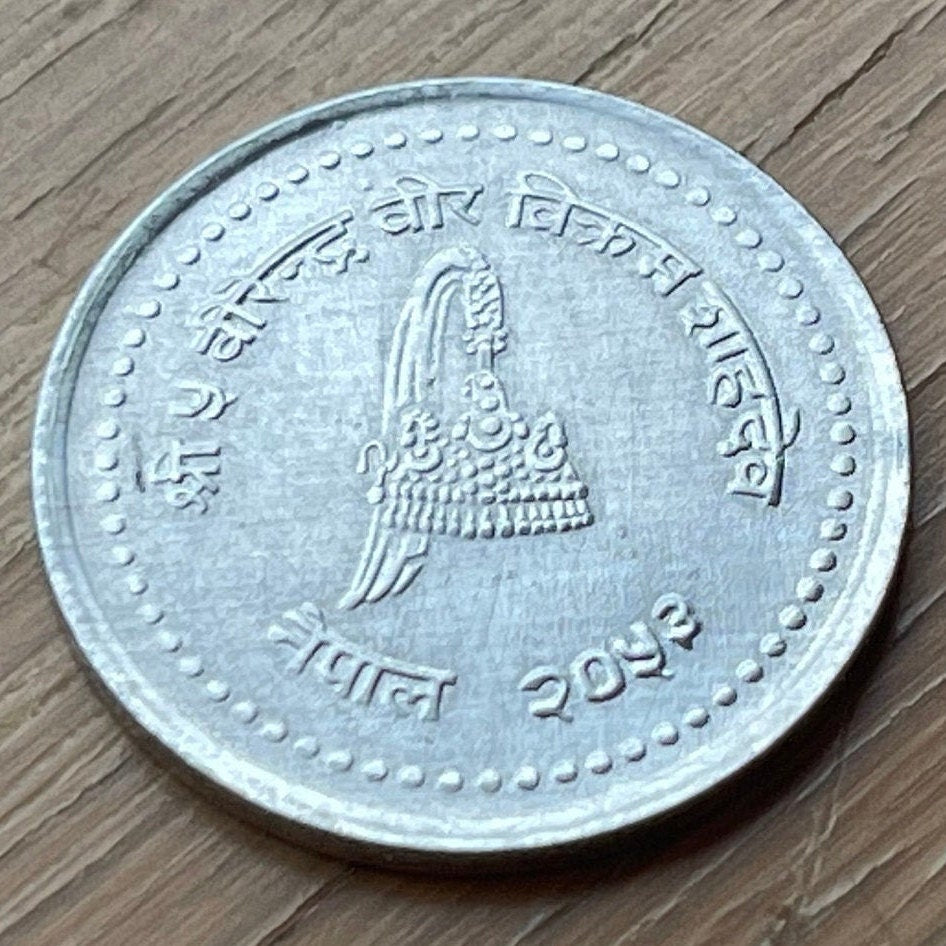 श्री ५ वीरेन्द्र वीर विक्रम शाहदेव
नेपाल २०५३